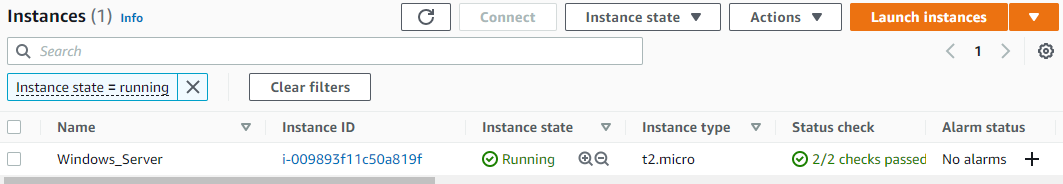 Instances (1) Info Connect Instance state Actions Launch instances
Search 1
Instance state = running Clear filters
Name Instance ID Instance state Instance type Status check Alarm status
Windows_Server i-009893f11c50a819f Running t2.micro 2/2 checks passed No alarms +